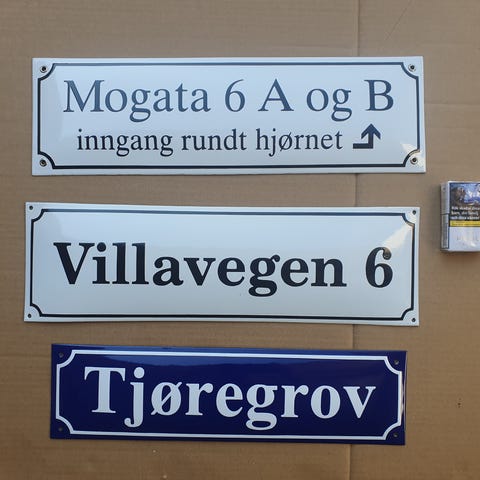 Mogata 6 A og B
inngang rundt hjørnet
Villavegen 6
Tjøregrov